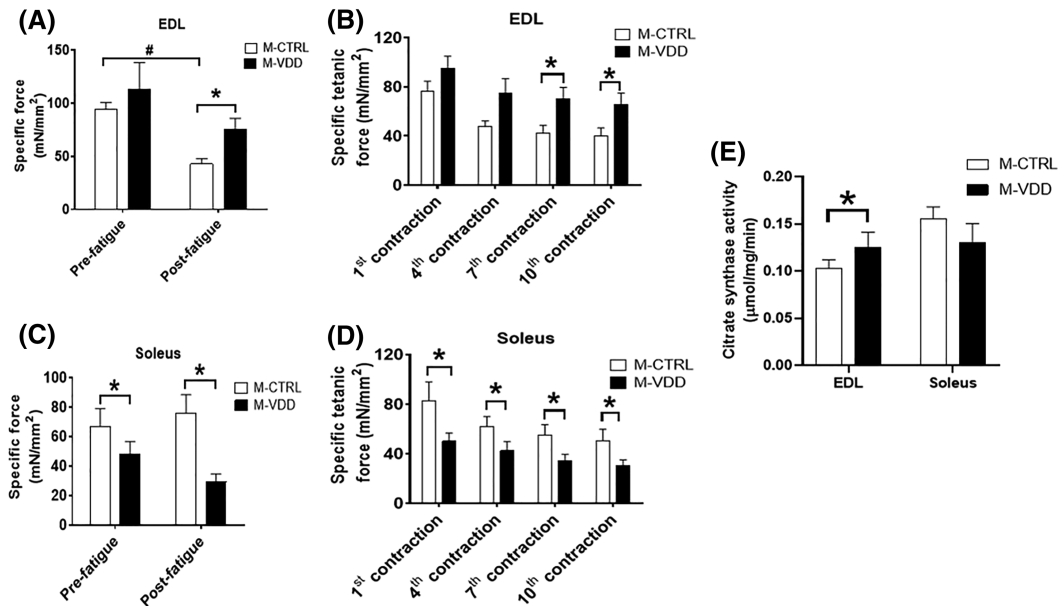 (A)
EDL
M-CTRL
M-VDD
Specific force
(mN/mm²)
150
100
50
0
#
*
Pre-fatigue
Post-fatigue
(B)
EDL
M-CTRL
M-VDD
Specific tetanic
force (mN/mm²)
120
80
40
0
*
*
1st contraction
4th contraction
7th contraction
10th contraction
(C)
Soleus
M-CTRL
M-VDD
Specific force
(mN/mm²)
100
80
60
40
20
0
*
*
Pre-fatigue
Post-fatigue
(D)
Soleus
M-CTRL
M-VDD
Specific tetanic
force (mN/mm²)
120
80
40
0
*
*
*
*
1st contraction
4th contraction
7th contraction
10th contraction
(E)
M-CTRL
M-VDD
Citrate synthase activity
(µmol/mg/min)
0.20
0.15
0.10
0.05
0.00
*
EDL
Soleus